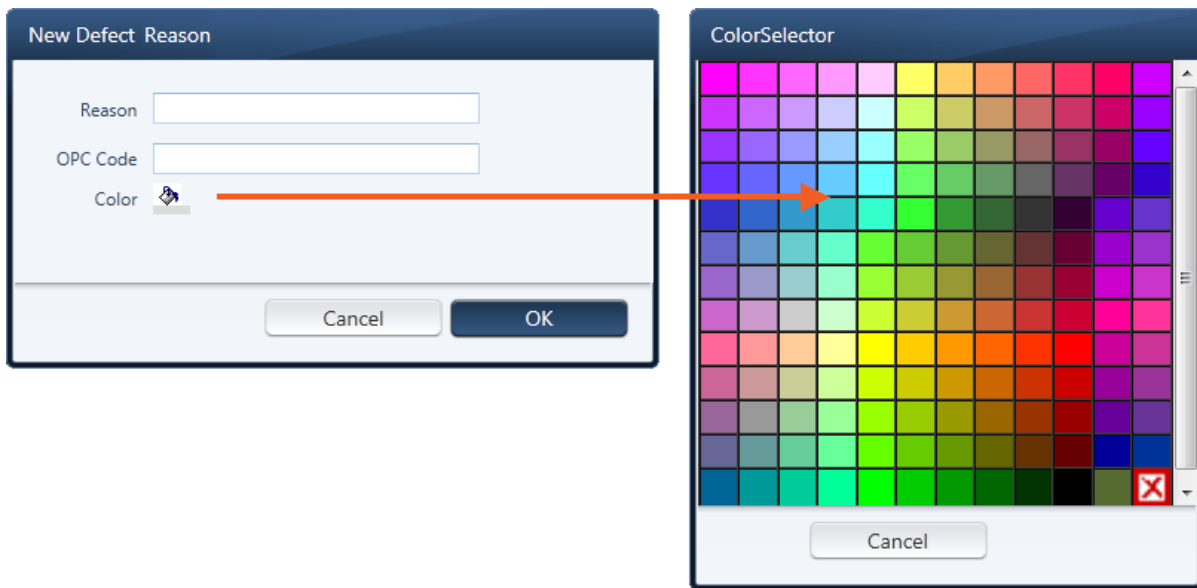 New Defect Reason
Reason
OPC Code
Color
Cancel
OK
ColorSelector
Cancel